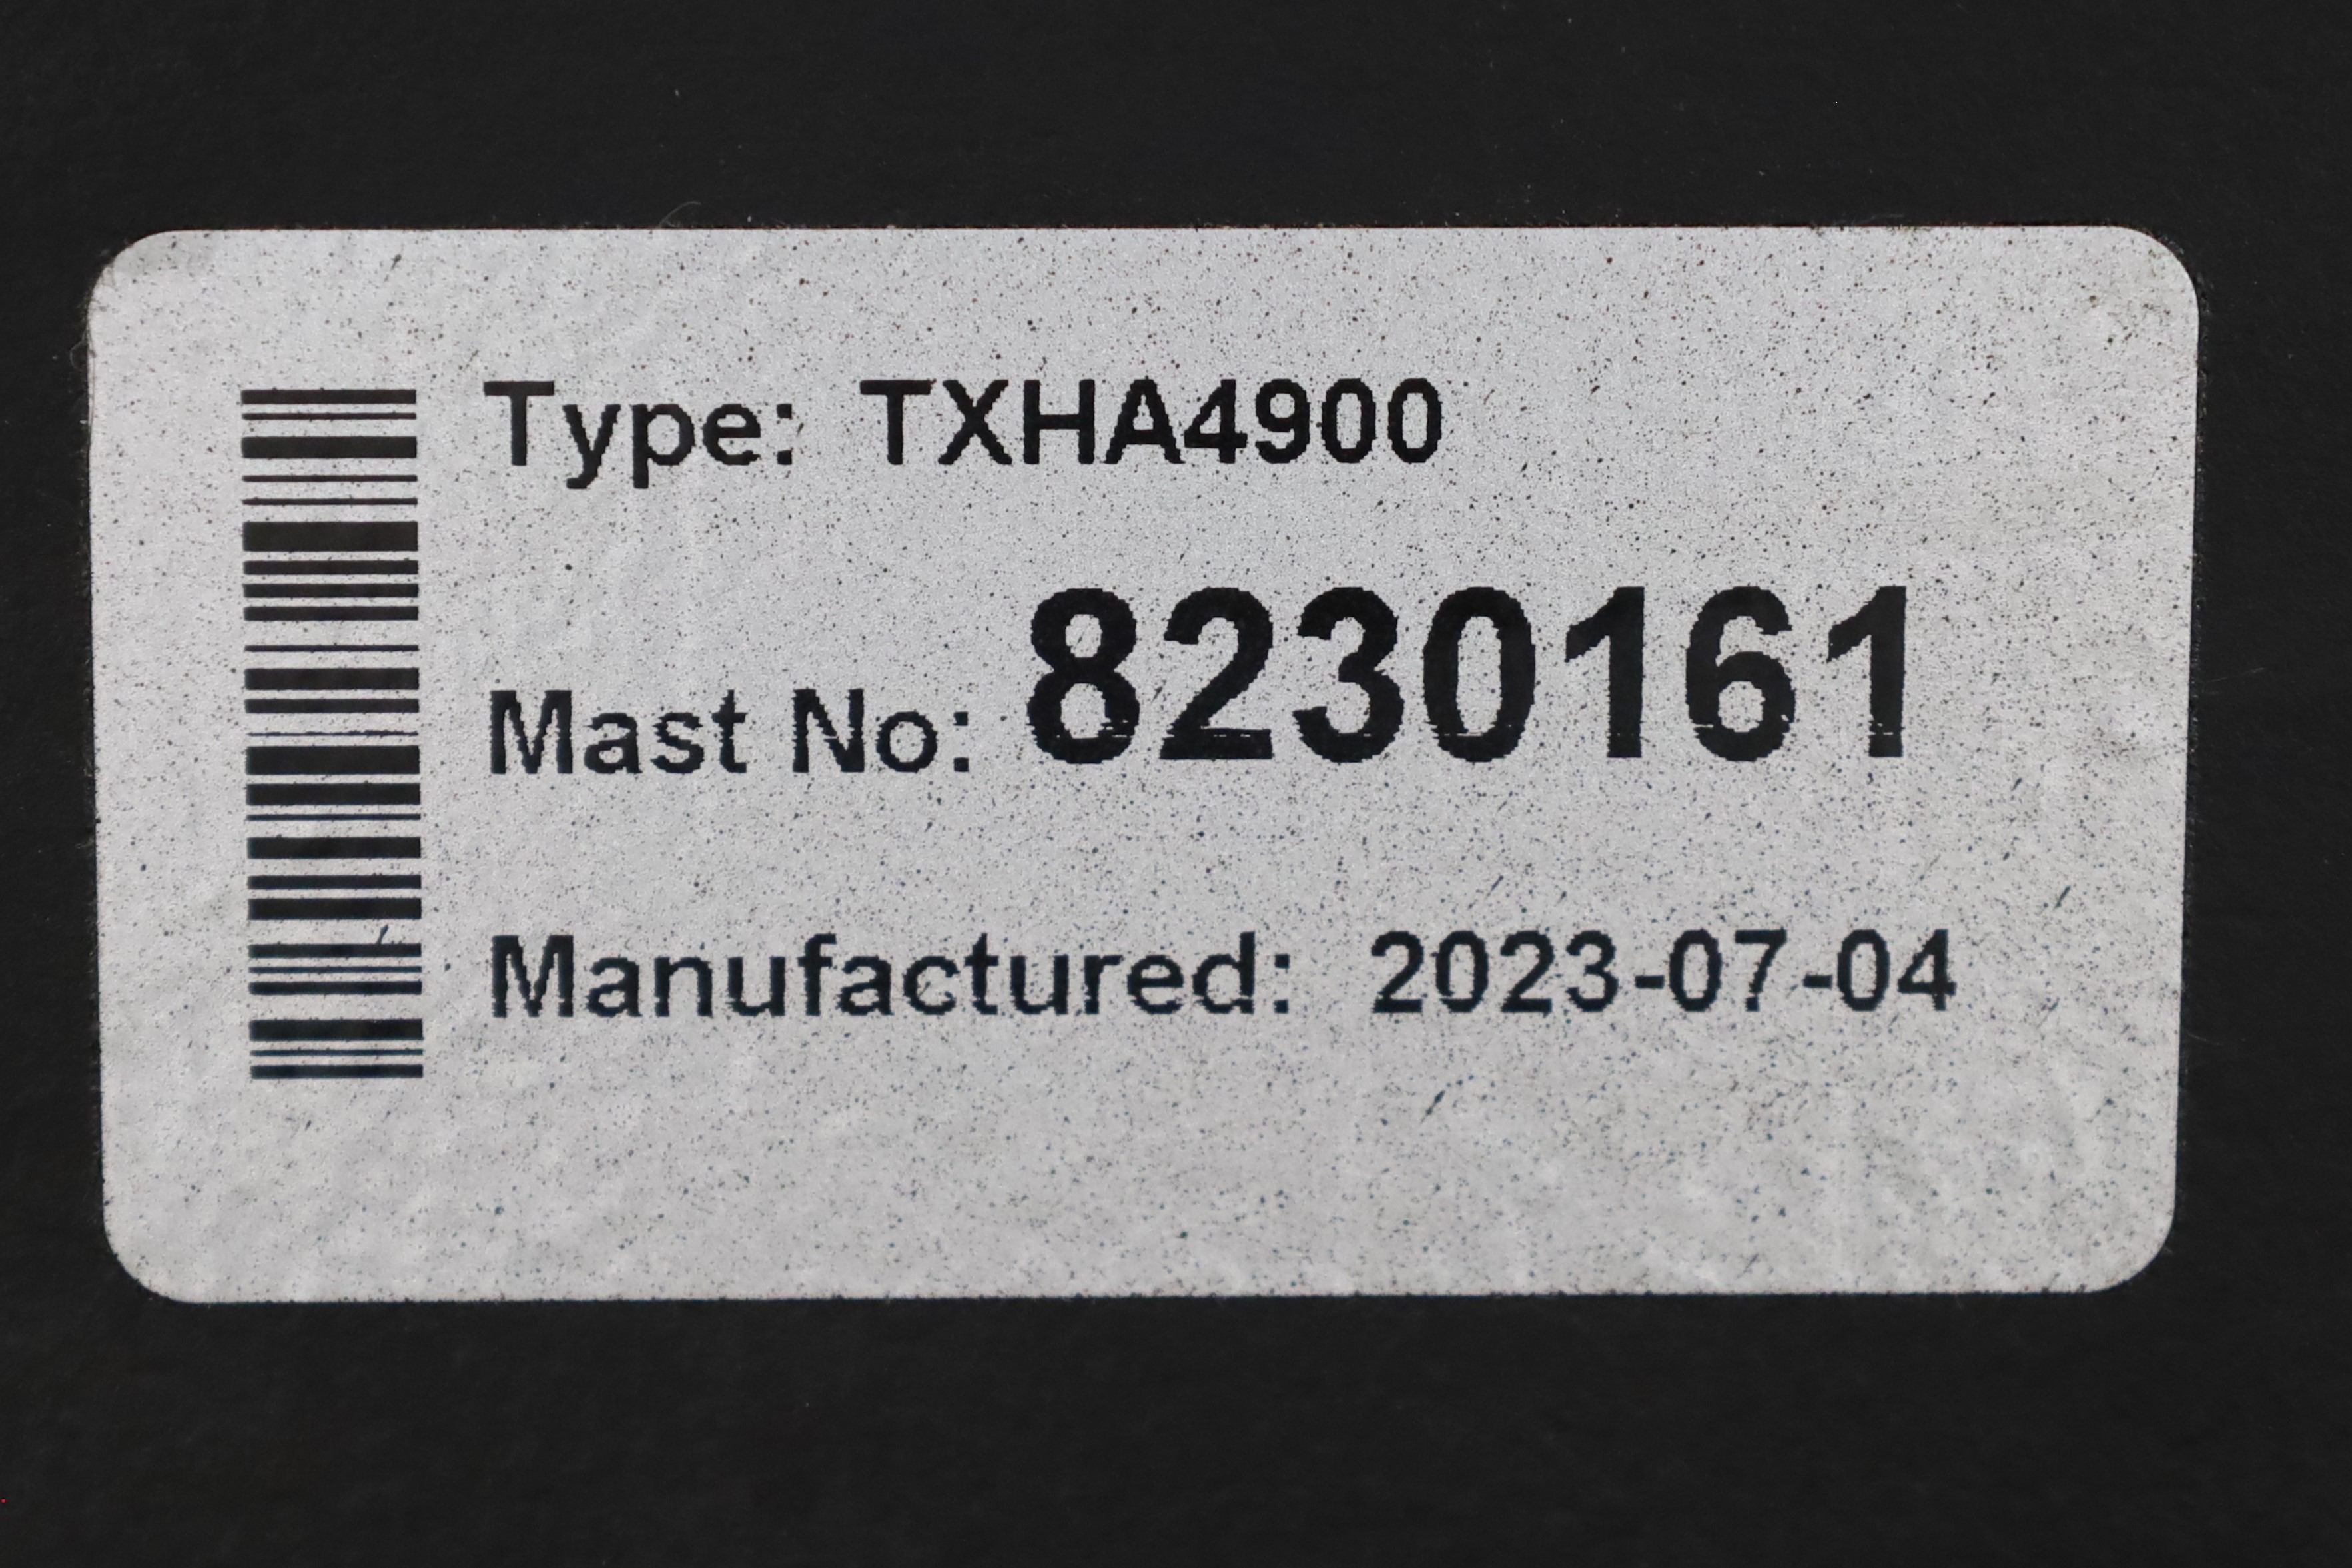 Type: TXHA4900
Mast No: 8230161
Manufactured: 2023-07-04